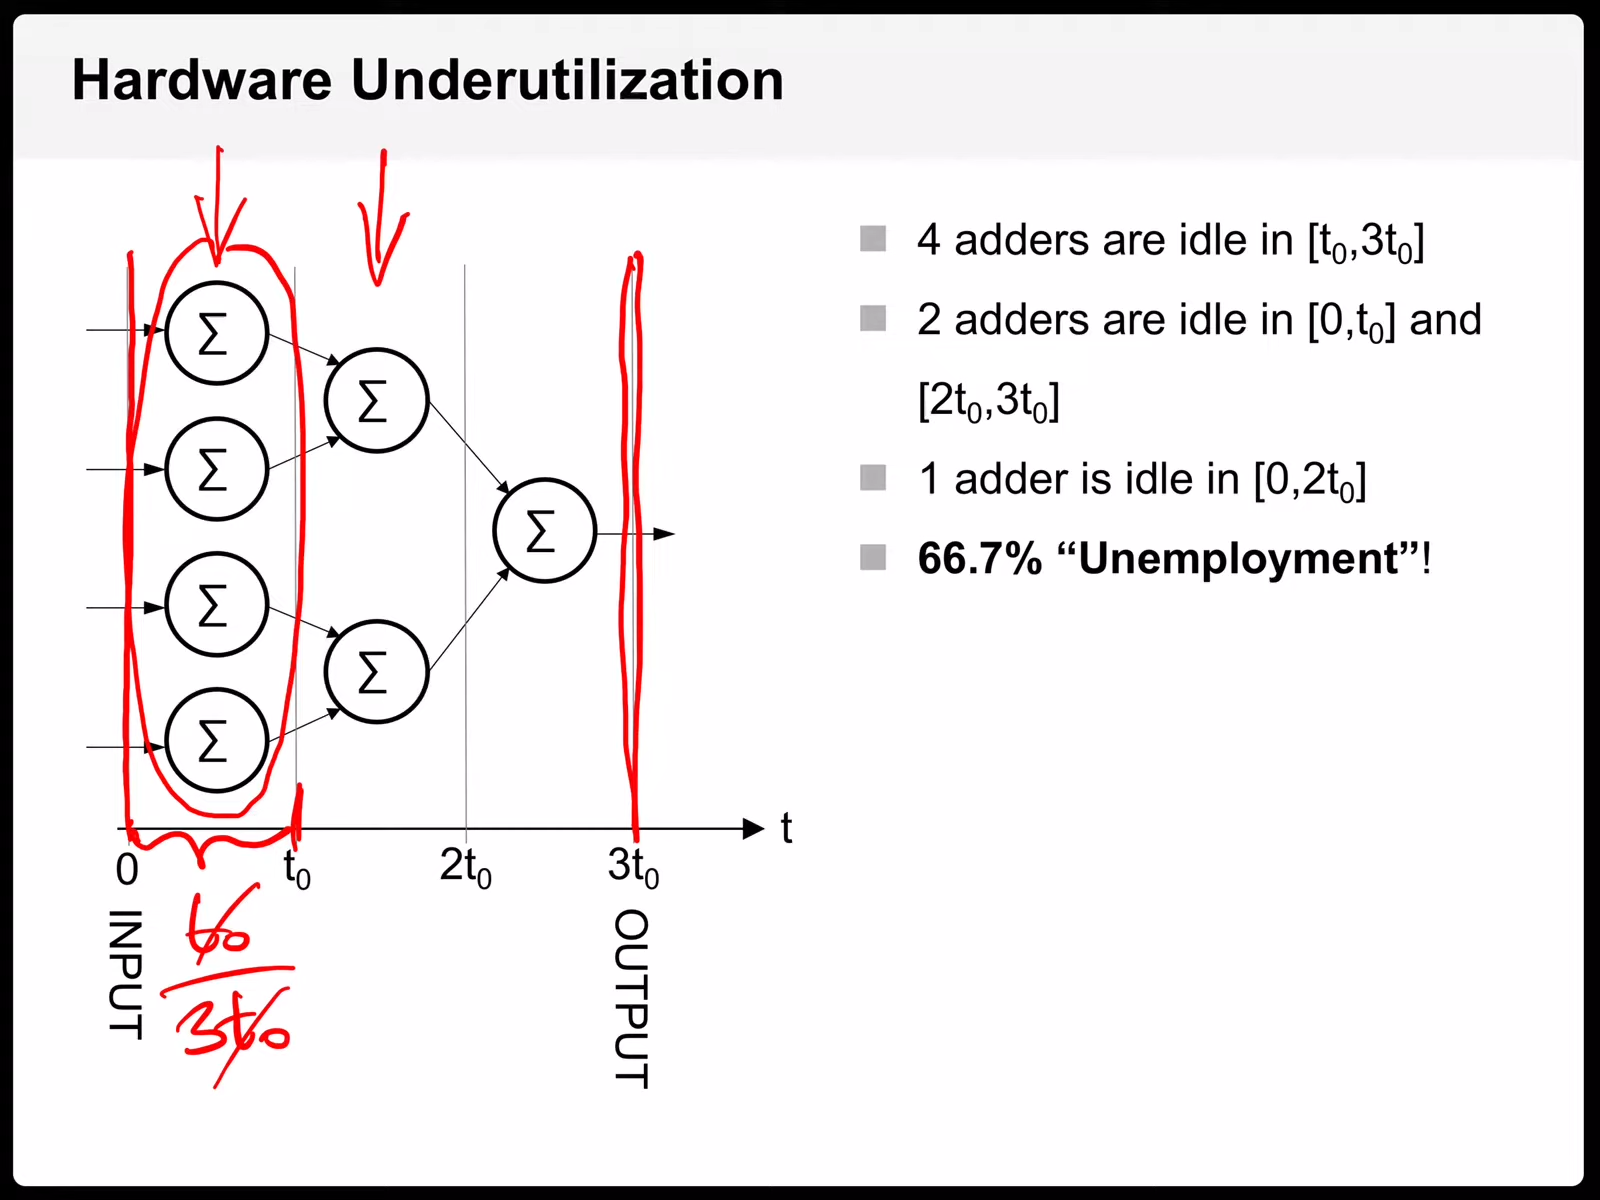 Hardware Underutilization
4 adders are idle in [t₀,3t₀]
2 adders are idle in [0,t₀] and
[2t₀,3t₀]
1 adder is idle in [0,2t₀]
66.7% “Unemployment”!
Σ
Σ
Σ
Σ
Σ
Σ
Σ
t
0
t₀
2t₀
3t₀
INPUT
OUTPUT
t₀
3t₀